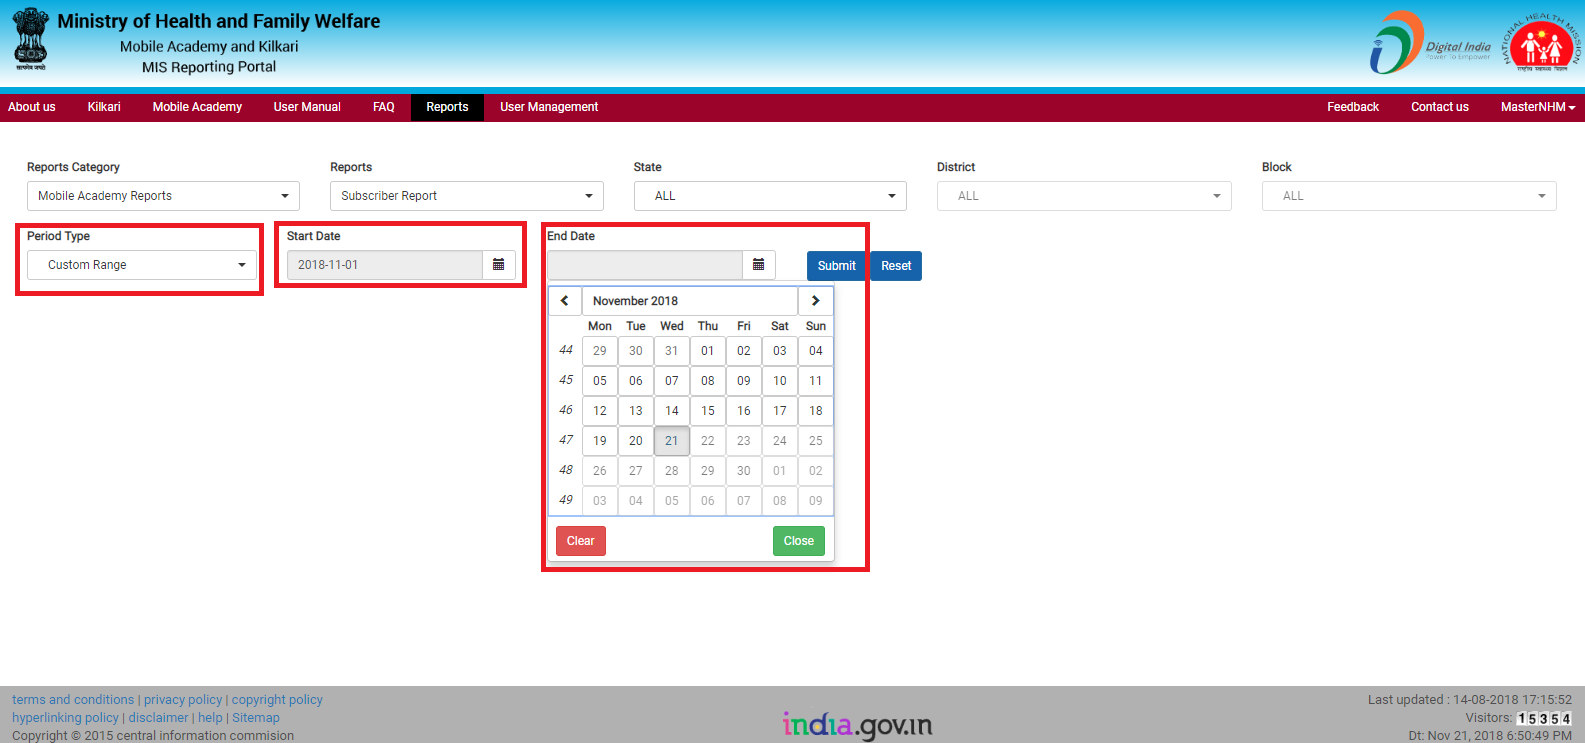 Ministry of Health and Family Welfare
Mobile Academy and Kilkari
MIS Reporting Portal
सत्यमेव जयते
Digital India
Power To Empower
NATIONAL HEALTH MISSION
राष्ट्रीय स्वास्थ्य मिशन
About us Kilkari Mobile Academy User Manual FAQ Reports User Management Feedback Contact us MasterNHM
Reports Category Reports State District Block
Mobile Academy Reports Subscriber Report ALL ALL ALL
Period Type Start Date End Date
Custom Range 2018-11-01 Submit Reset
November 2018
Mon Tue Wed Thu Fri Sat Sun
44 29 30 31 01 02 03 04
45 05 06 07 08 09 10 11
46 12 13 14 15 16 17 18
47 19 20 21 22 23 24 25
48 26 27 28 29 30 01 02
49 03 04 05 06 07 08 09
Clear Close
terms and conditions | privacy policy | copyright policy
hyperlinking policy | disclaimer | help | Sitemap
Copyright © 2015 central information commision
india.gov.in
Last updated : 14-08-2018 17:15:52
Visitors: 15354
Dt: Nov 21, 2018 6:50:49 PM